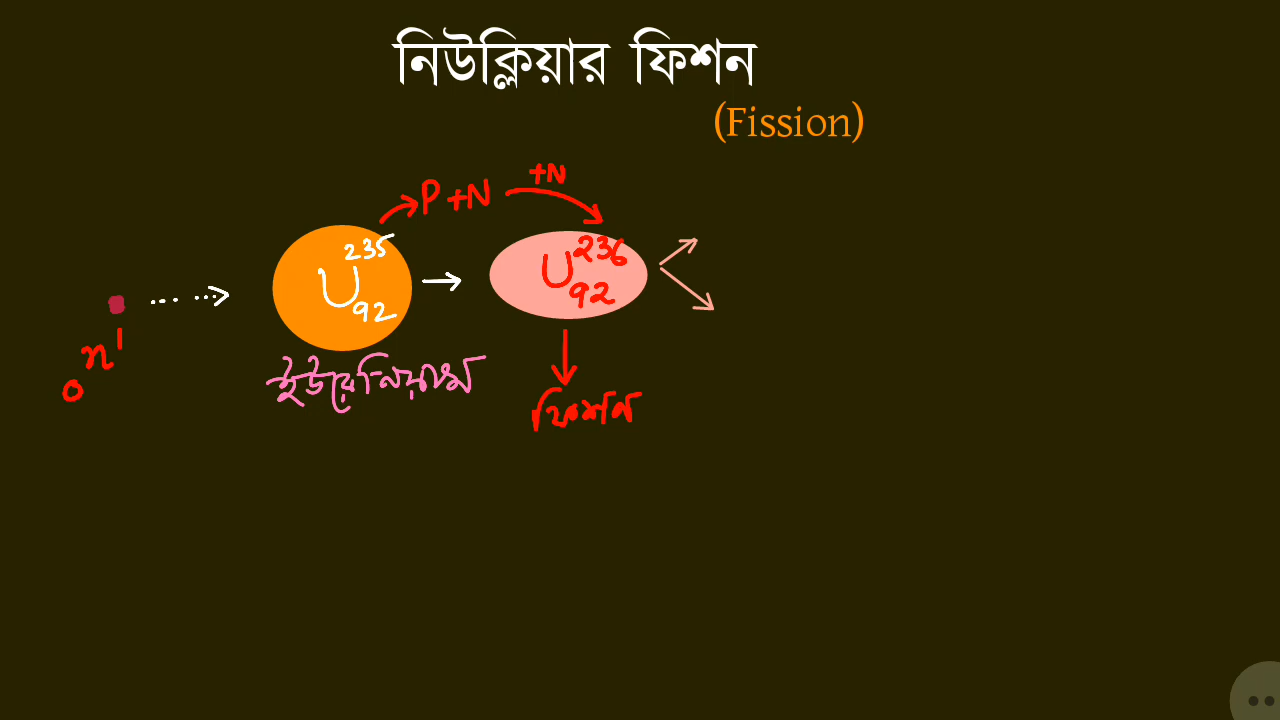 নিউক্লিয়ার ফিশন
(Fission)
P+N +N
U 235 92
U 236 92
0 n 1
ইউরেনিয়াম
ফিশন